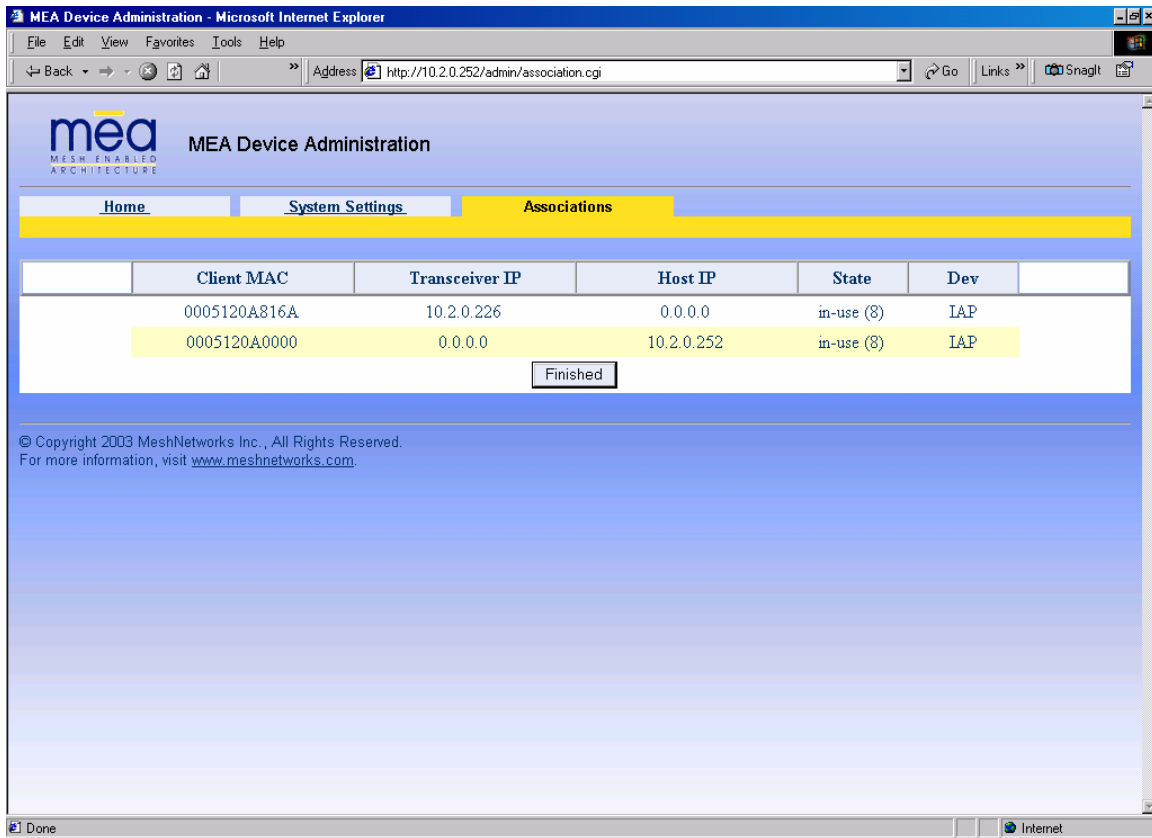 MEA Device Administration - Microsoft Internet Explorer
File Edit View Favorites Tools Help
Back » Address http://10.2.0.252/admin/association.cgi Go Links » SnagIt
mea
MESH ENABLED
ARCHITECTURE
MEA Device Administration
Home System Settings Associations
Client MAC Transceiver IP Host IP State Dev
0005120A816A 10.2.0.226 0.0.0.0 in-use (8) IAP
0005120A0000 0.0.0.0 10.2.0.252 in-use (8) IAP
Finished
© Copyright 2003 MeshNetworks Inc., All Rights Reserved.
For more information, visit www.meshnetworks.com.
Done Internet